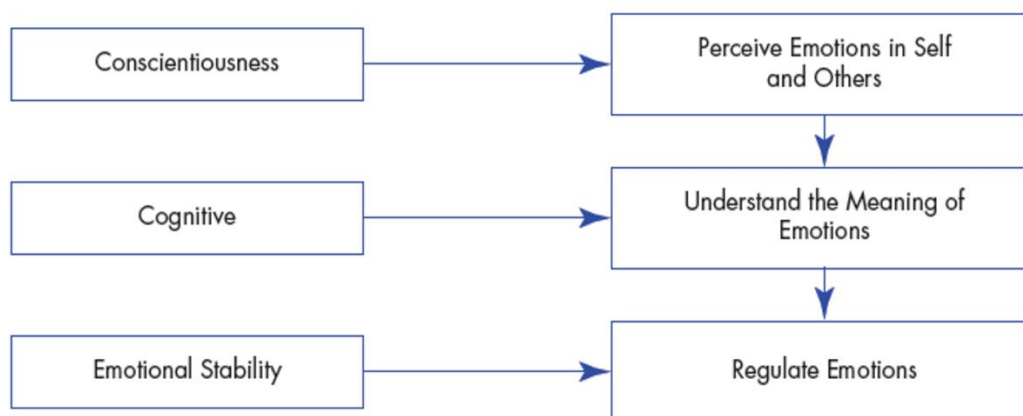 Conscientiousness
Perceive Emotions in Self
and Others
Cognitive
Understand the Meaning of
Emotions
Emotional Stability
Regulate Emotions